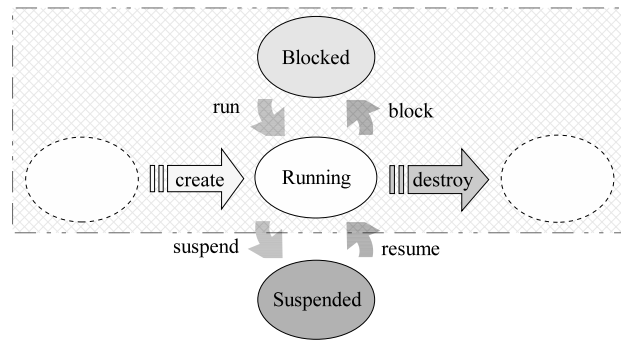 Blocked
run
block
create
Running
destroy
suspend
resume
Suspended